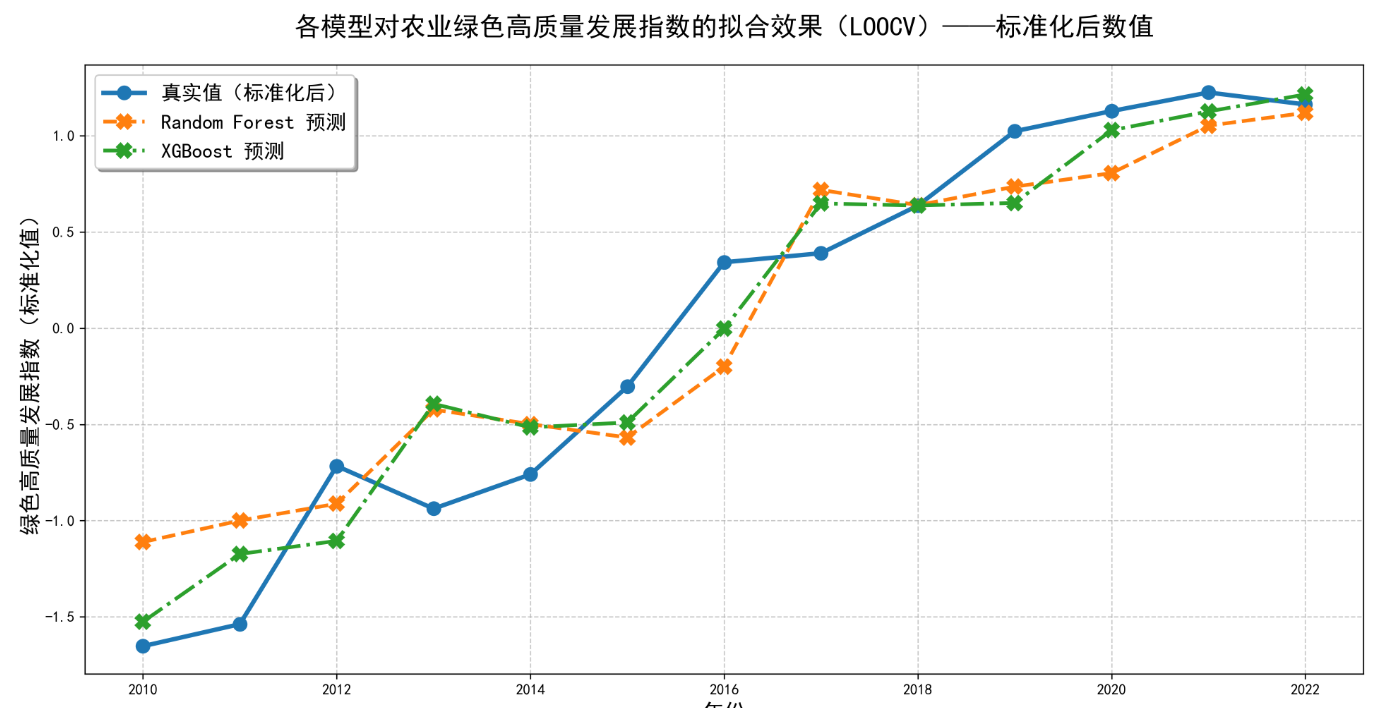 各模型对农业绿色高质量发展指数的拟合效果（LOOCV）——标准化后数值
真实值（标准化后）
Random Forest 预测
XGBoost 预测
绿色高质量发展指数（标准化值）
1.0
0.5
0.0
−0.5
−1.0
−1.5
2010
2012
2014
2016
2018
2020
2022
年份